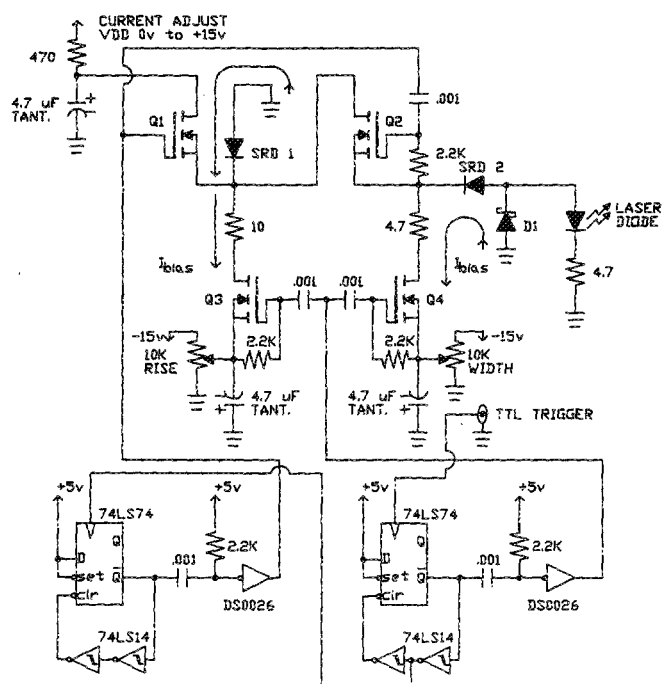 CURRENT ADJUST
VDD 0v to +15v
470
4.7 uF
TANT.
+
Q1
SRD 1
Q2
.001
2.2K
SRD 2
D1
LASER
DIODE
4.7
10
4.7
Ibias
Ibias
Q3
.001
.001
Q4
-15v
10K
RISE
2.2K
2.2K
-15v
10K
WIDTH
+
4.7 uF
TANT.
4.7 uF
TANT.
+
TTL TRIGGER
+5v
74LS74
Q
D
set
Q
clr
+5v
2.2K
.001
DS0026
74LS14
+5v
74LS74
Q
D
set
Q
clr
+5v
2.2K
.001
DS0026
74LS14